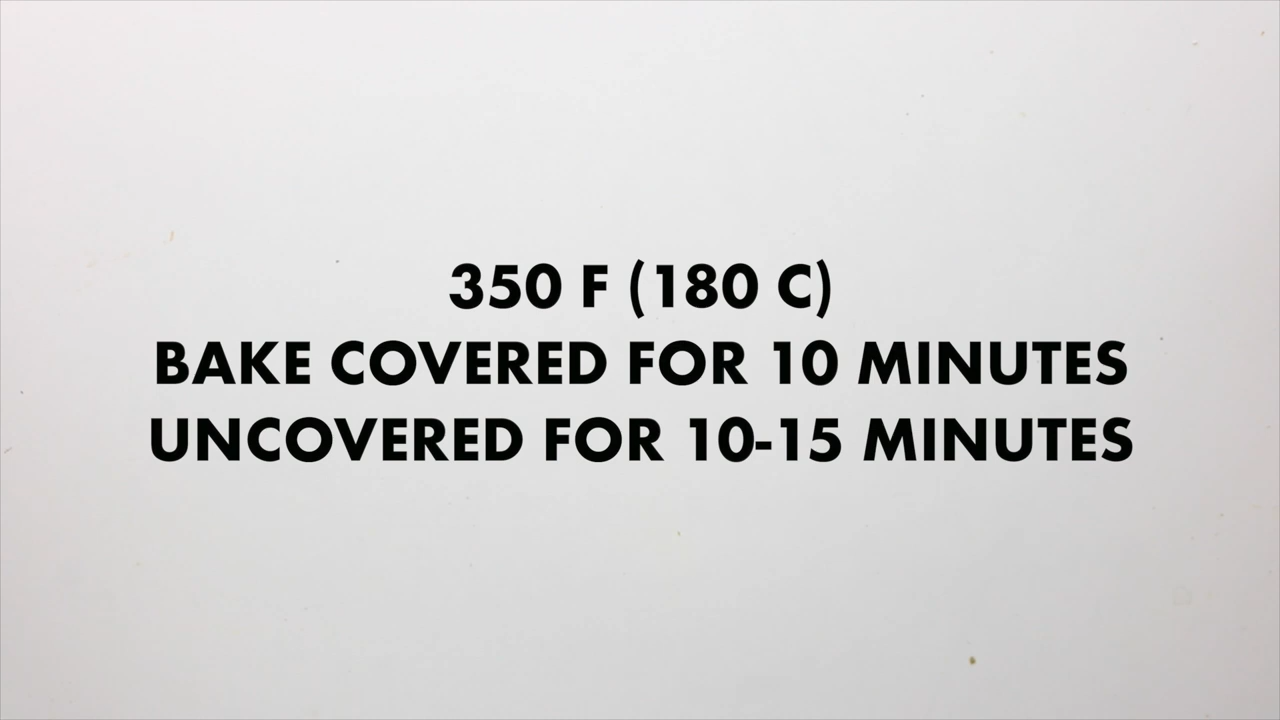 350 F (180 C)
BAKE COVERED FOR 10 MINUTES
UNCOVERED FOR 10-15 MINUTES